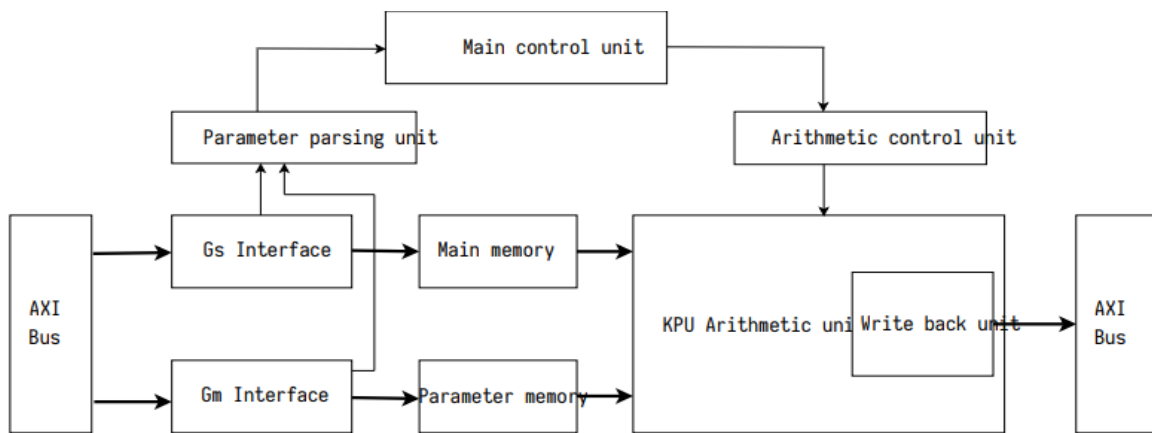 Main control unit
Parameter parsing unit
Arithmetic control unit
Gs Interface
Main memory
AXI
Bus
KPU Arithmetic uni
Write back unit
AXI
Bus
Gm Interface
Parameter memory